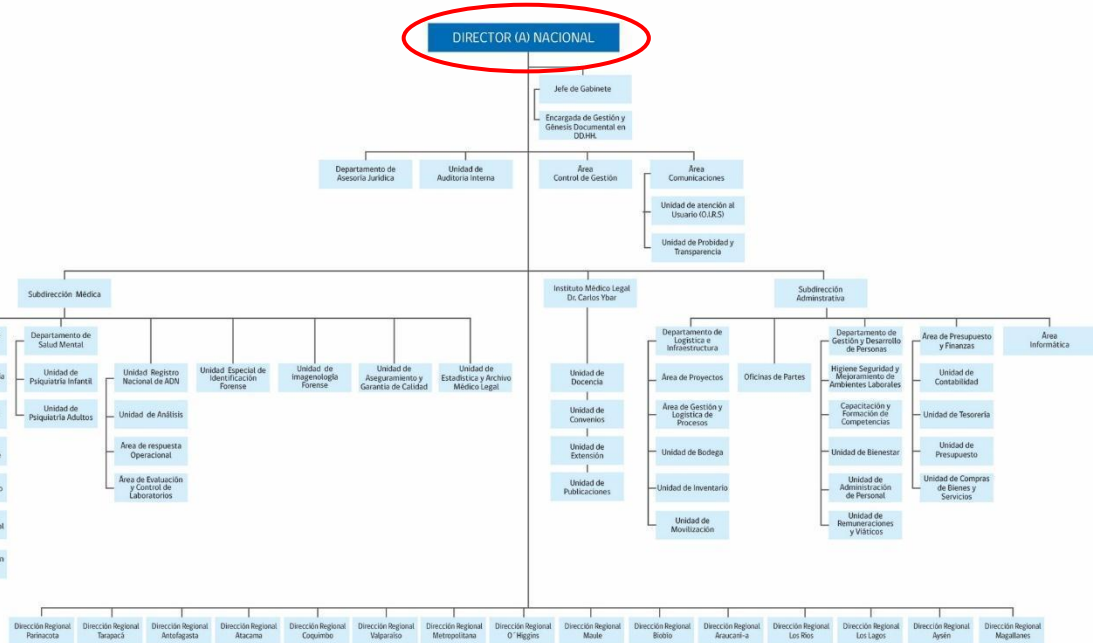 DIRECTOR (A) NACIONAL
Jefe de Gabinete
Encargada de Gestión y
Génesis Documental en
DD.HH.
Departamento de
Asesoría Jurídica
Unidad de
Auditoría Interna
Área
Control de Gestión
Área
Comunicaciones
Unidad de atención al
Usuario (O.I.R.S)
Unidad de Probidad y
Transparencia
Subdirección Médica
Instituto Médico Legal
Dr. Carlos Ybar
Subdirección
Adminstrativa
Departamento de
Salud Mental
Unidad de
Psiquiatría Infantil
Unidad de
Psiquiatría Adultos
Unidad Registro
Nacional de ADN
Unidad de Análisis
Área de respuesta
Operacional
Área de Evaluación
y Control de
Laboratorios
Unidad Especial de
Identificación
Forense
Unidad de
Imagenología
Forense
Unidad de
Aseguramiento y
Garantía de Calidad
Unidad de
Estadística y Archivo
Médico Legal
Unidad de
Docencia
Unidad de
Convenios
Unidad de
Extensión
Unidad de
Publicaciones
Departamento de
Logística e
Infraestructura
Área de Proyectos
Área de Gestión y
Logística de
Procesos
Unidad de Bodega
Unidad de Inventario
Unidad de
Movilización
Oficinas de Partes
Departamento de
Gestión y Desarrollo
de Personas
Higiene Seguridad y
Mejoramiento de
Ambientes Laborales
Capacitación y
Formación de
Competencias
Unidad de Bienestar
Unidad de
Administración
de Personal
Unidad de
Remuneraciones
y Viáticos
Área de Presupuesto
y Finanzas
Unidad de
Contabilidad
Unidad de Tesorería
Unidad de
Presupuesto
Unidad de Compras
de Bienes y
Servicios
Área
Informática
Dirección Regional
Parinacota
Dirección Regional
Tarapacá
Dirección Regional
Antofagasta
Dirección Regional
Atacama
Dirección Regional
Coquimbo
Dirección Regional
Valparaíso
Dirección Regional
Metropolitana
Dirección Regional
O´Higgins
Dirección Regional
Maule
Dirección Regional
Biobío
Dirección Regional
Araucaní-a
Dirección Regional
Los Ríos
Dirección Regional
Los Lagos
Dirección Regional
Aysén
Dirección Regional
Magallanes